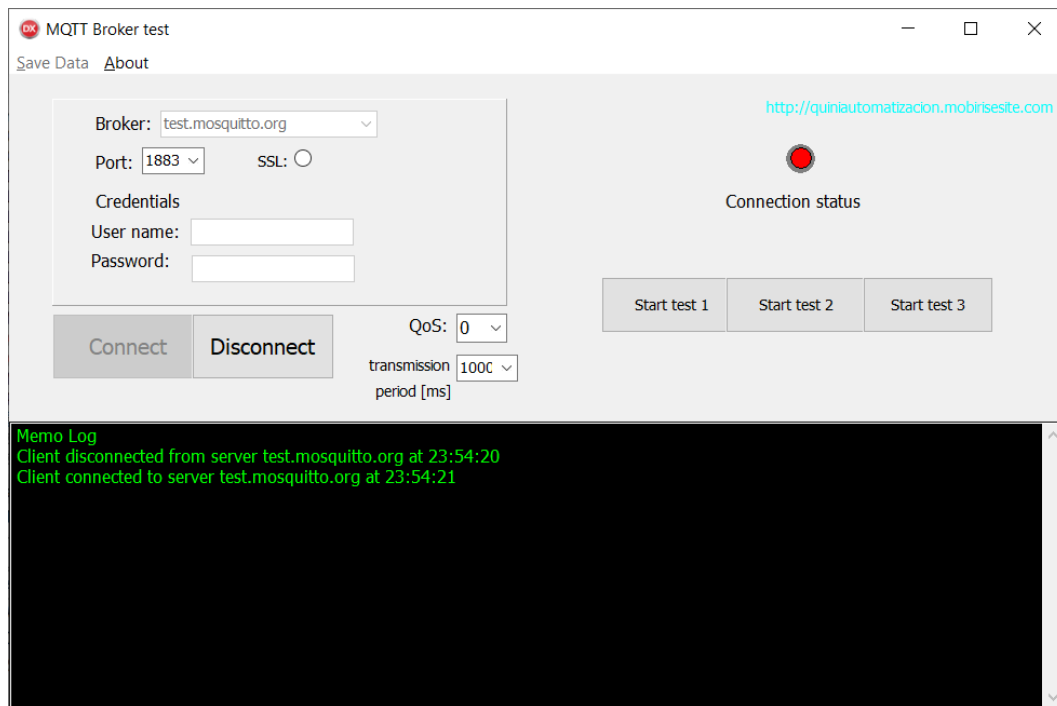 DX MQTT Broker test
Save Data About
http://quiniautomatizacion.mobirisesite.com
Broker: test.mosquitto.org
Port: 1883 SSL:
Connection status
Credentials
User name:
Password:
Start test 1 Start test 2 Start test 3
Connect Disconnect
QoS: 0
transmission period [ms] 1000
Memo Log
Client disconnected from server test.mosquitto.org at 23:54:20
Client connected to server test.mosquitto.org at 23:54:21